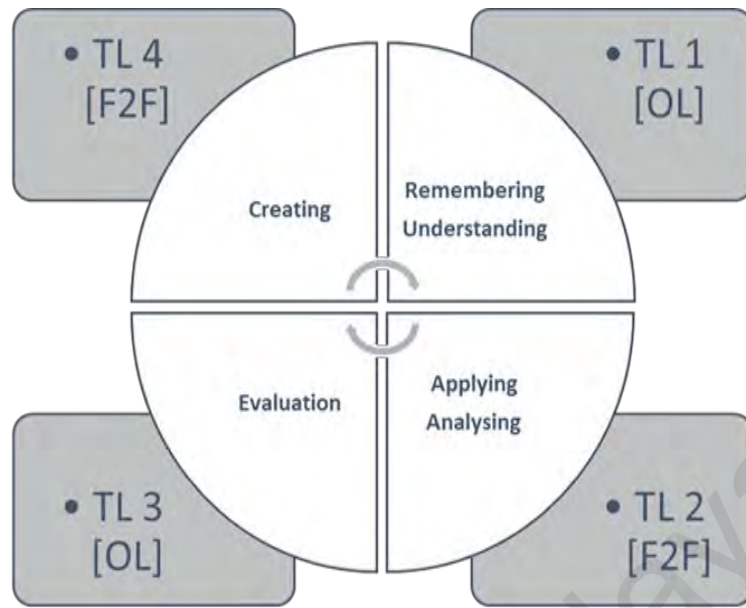 • TL 4
[F2F]
• TL 1
[OL]
Creating
Remembering
Understanding
Evaluation
Applying
Analysing
• TL 3
[OL]
• TL 2
[F2F]